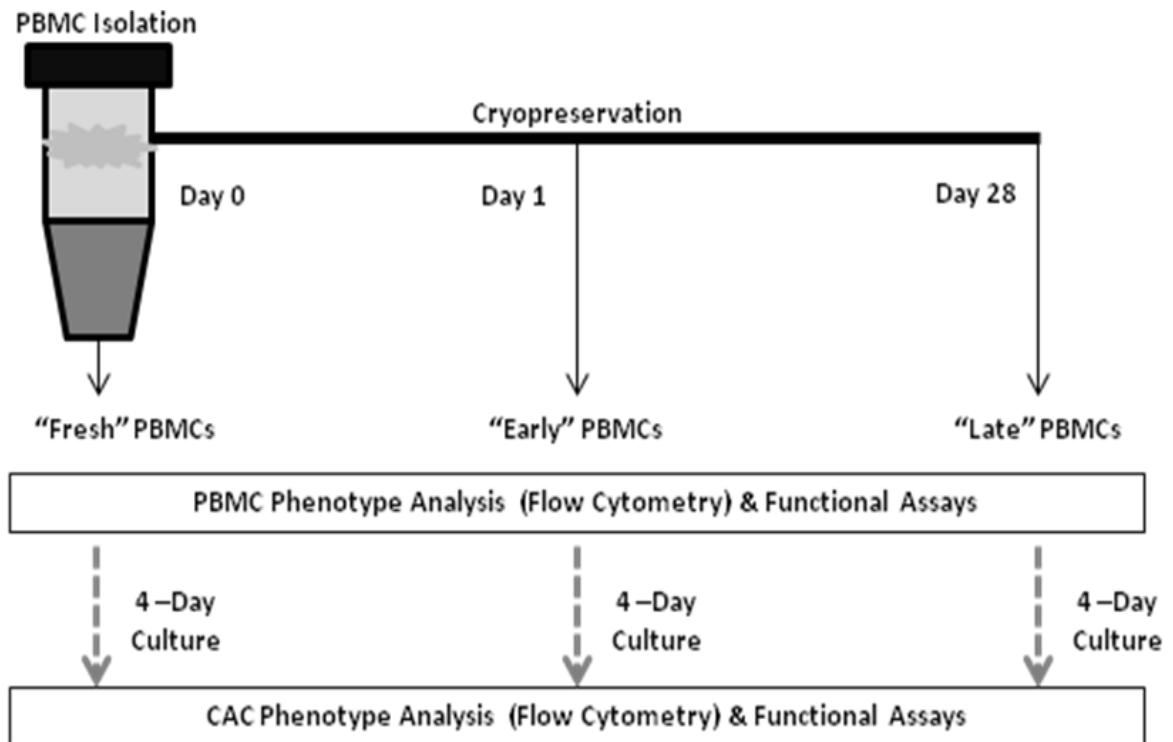 PBMC Isolation
Cryopreservation
Day 0
Day 1
Day 28
“Fresh” PBMCs
“Early” PBMCs
“Late” PBMCs
PBMC Phenotype Analysis (Flow Cytometry) & Functional Assays
4 –Day
Culture
4 –Day
Culture
4 –Day
Culture
CAC Phenotype Analysis (Flow Cytometry) & Functional Assays